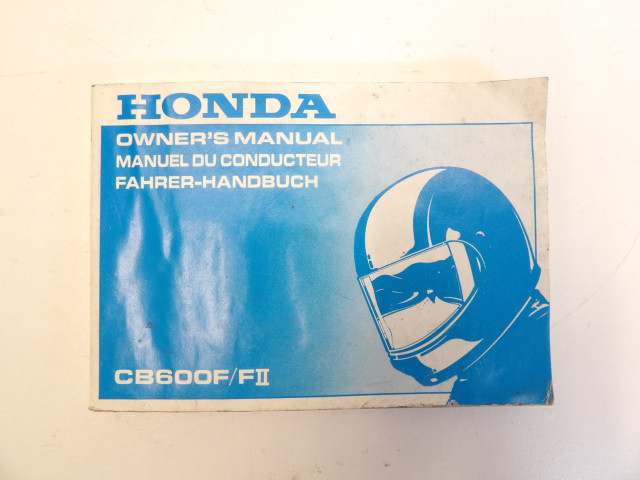 HONDA
OWNER'S MANUAL
MANUEL DU CONDUCTEUR
FAHRER-HANDBUCH
CB600F/FII